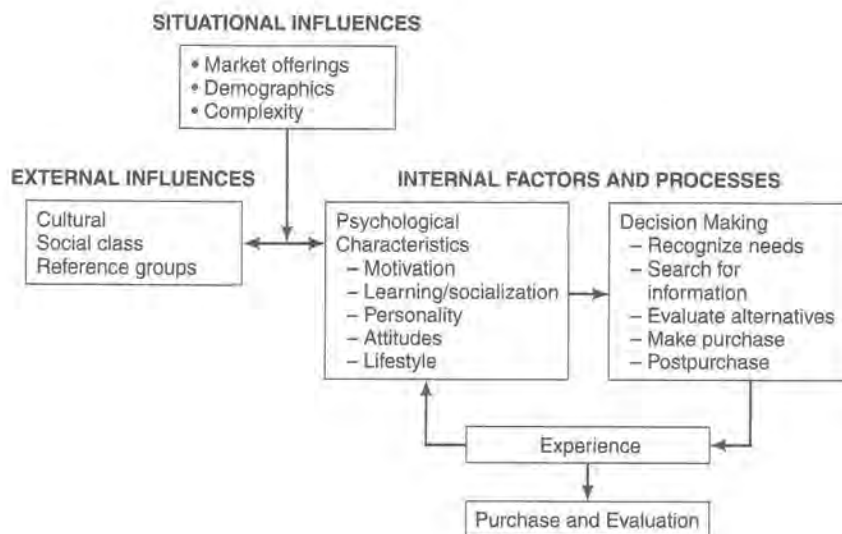 SITUATIONAL INFLUENCES
• Market offerings
• Demographics
• Complexity
EXTERNAL INFLUENCES
Cultural
Social class
Reference groups
INTERNAL FACTORS AND PROCESSES
Psychological
Characteristics
– Motivation
– Learning/socialization
– Personality
– Attitudes
– Lifestyle
Decision Making
– Recognize needs
– Search for
information
– Evaluate alternatives
– Make purchase
– Postpurchase
Experience
Purchase and Evaluation